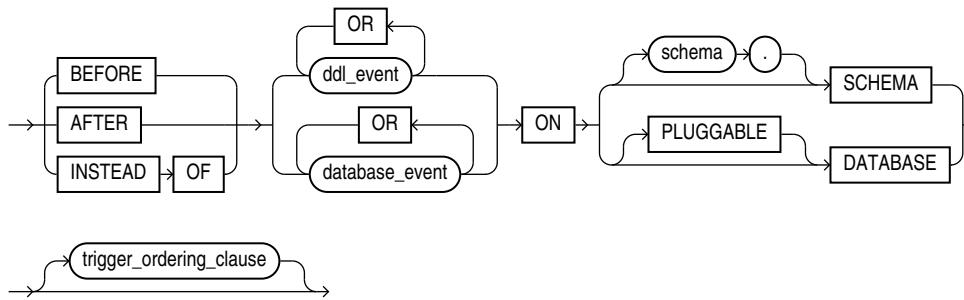 OR
ddl_event
BEFORE
AFTER
INSTEAD OF
OR
database_event
ON
schema .
SCHEMA
PLUGGABLE
DATABASE
trigger_ordering_clause